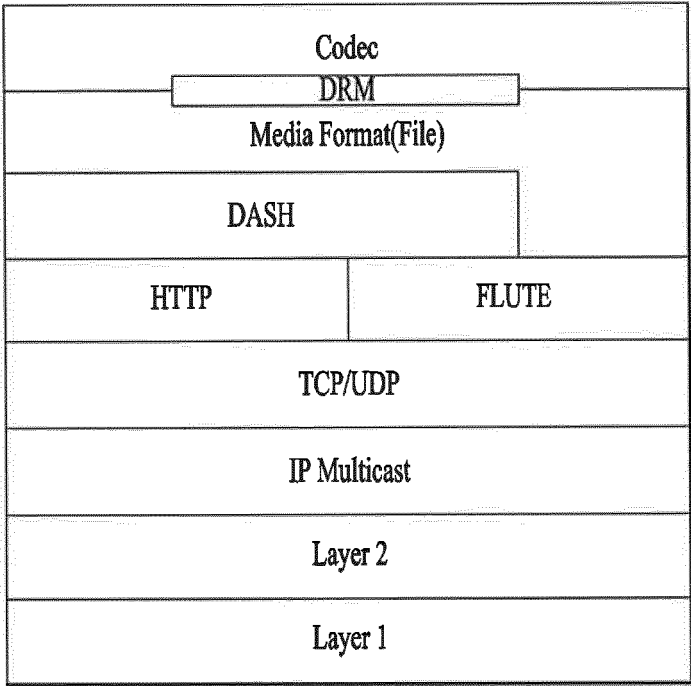 Codec
DRM
Media Format(File)
DASH
HTTP
FLUTE
TCP/UDP
IP Multicast
Layer 2
Layer 1